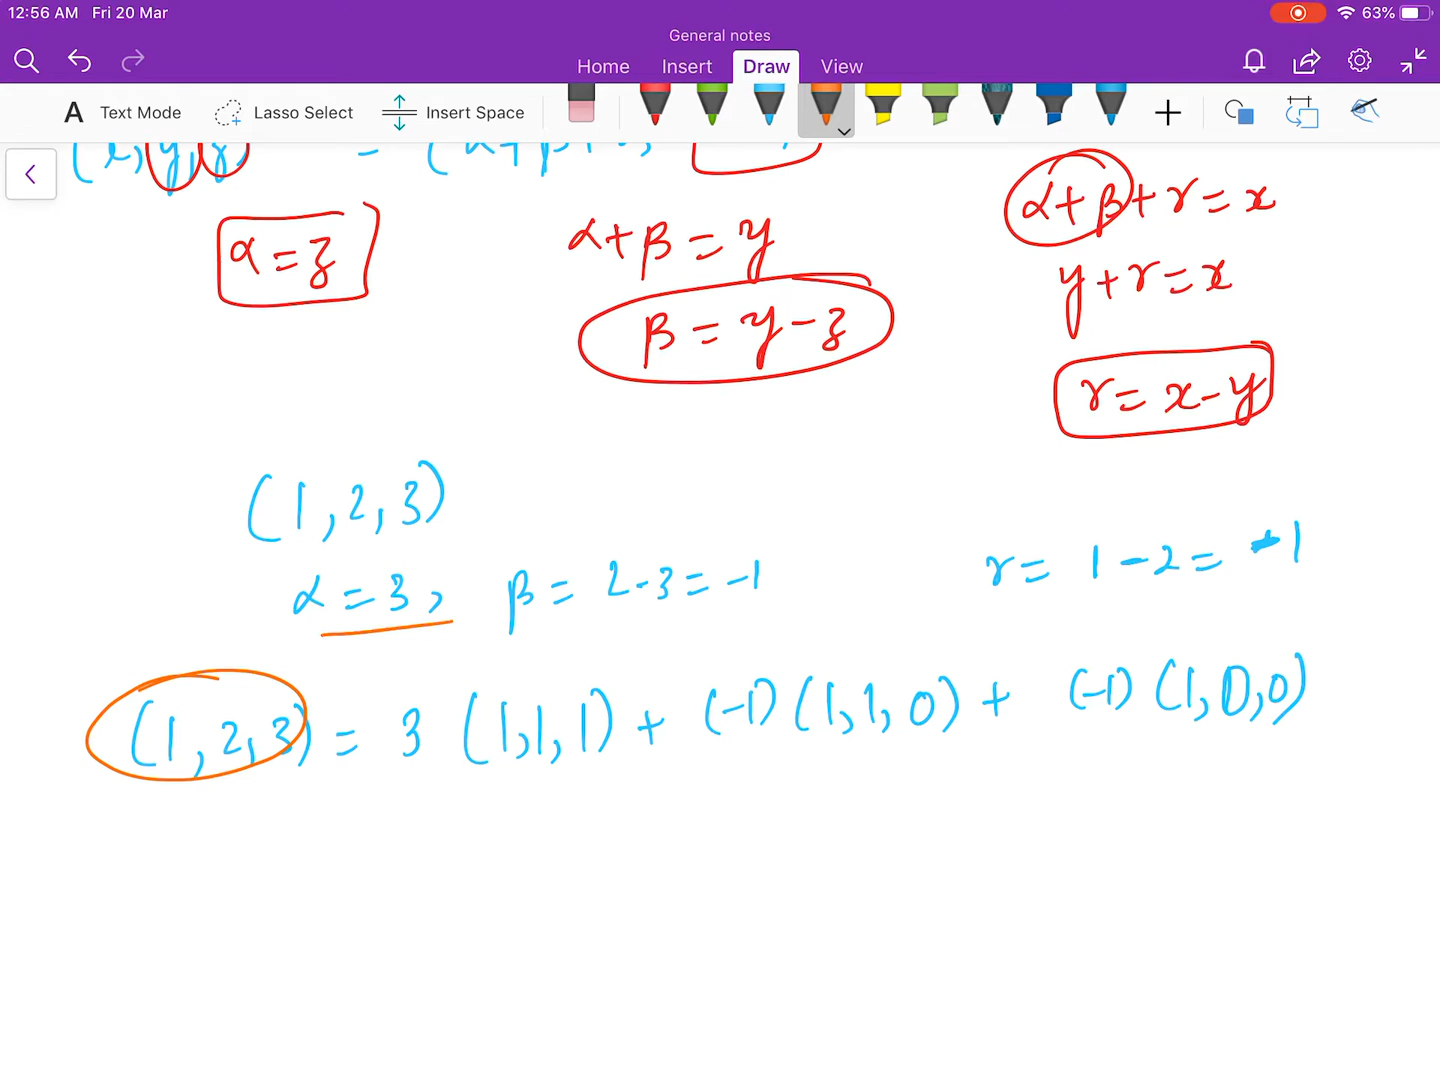 12:56 AM Fri 20 Mar 63%
General notes
Home Insert Draw View
A Text Mode Lasso Select Insert Space
α+β+r=x
α=z α+β=y y+r=x
β=y-z r=x-y
(1,2,3)
α=3, β=2-3=-1 r=1-2=-1
(1,2,3)=3(1,1,1)+(-1)(1,1,0)+(-1)(1,0,0)